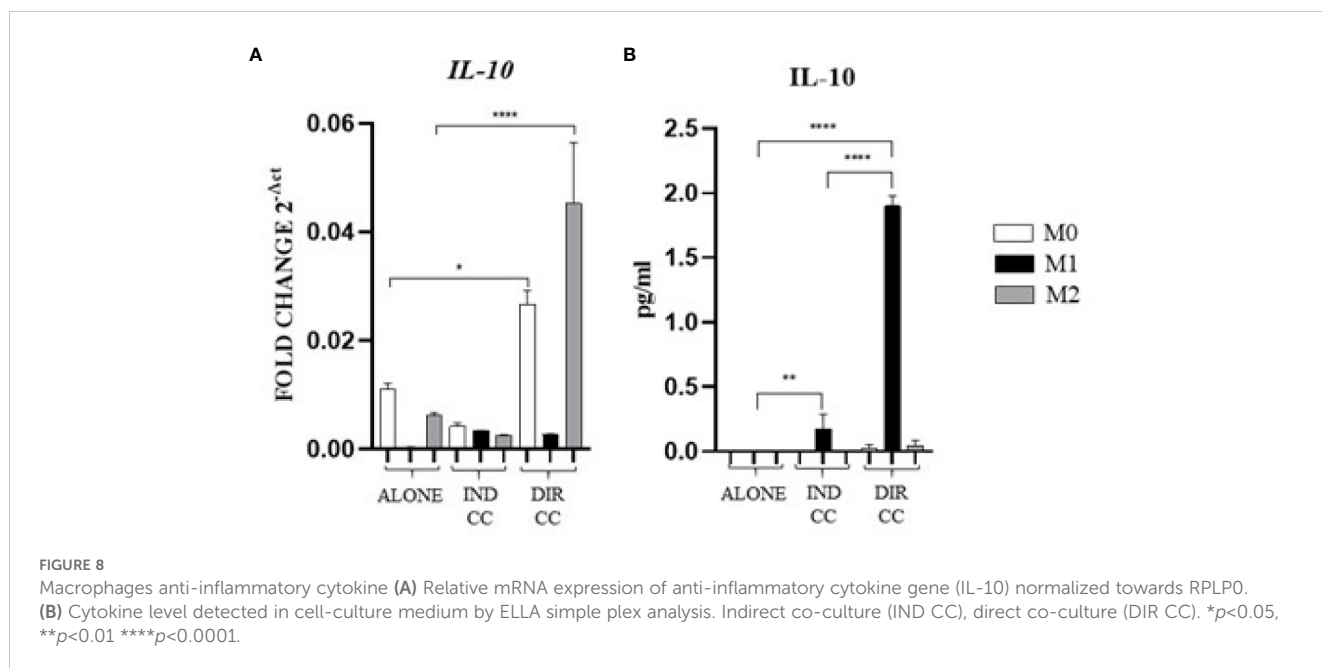 A
IL-10
FOLD CHANGE 2^-Δct
0.06
0.04
0.02
0.00
****
*
ALONE
IND
CC
DIR
CC
B
IL-10
pg/ml
2.5
2.0
1.5
1.0
0.5
0.0
****
****
**
ALONE
IND
CC
DIR
CC
M0
M1
M2
FIGURE 8
Macrophages anti-inflammatory cytokine (A) Relative mRNA expression of anti-inflammatory cytokine gene (IL-10) normalized towards RPLP0.
(B) Cytokine level detected in cell-culture medium by ELLA simple plex analysis. Indirect co-culture (IND CC), direct co-culture (DIR CC). *p<0.05,
**p<0.01 ****p<0.0001.